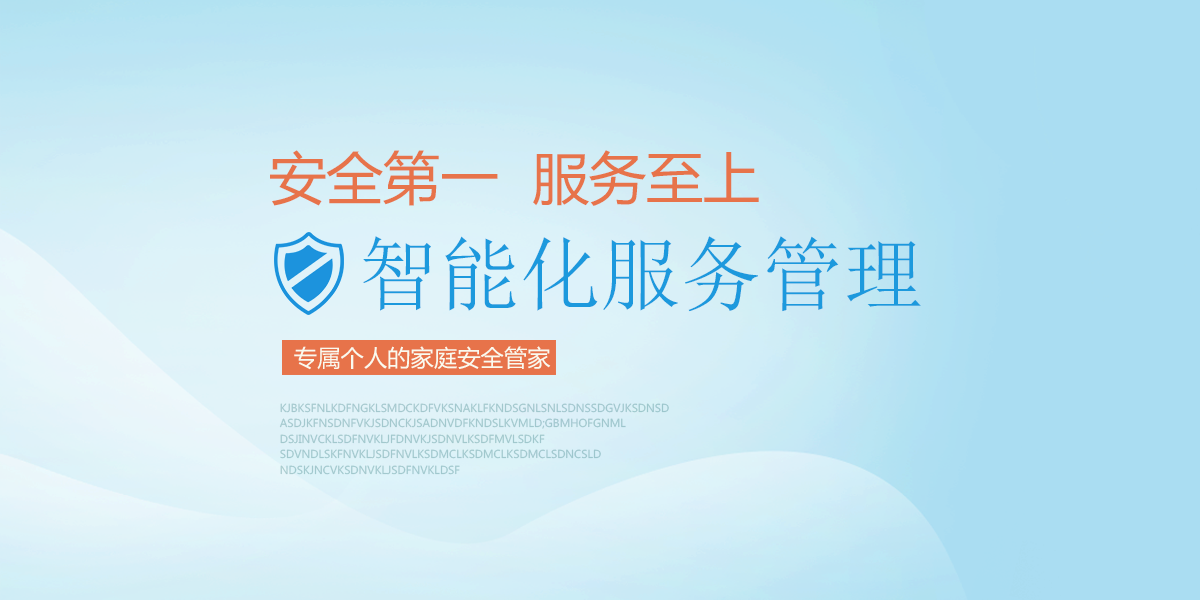 安全第一 服务至上
智能化服务管理
专属个人的家庭安全管家
KJBKSFNLKDFNGKLSMDCKDFVKSNAKLFKNDSGNLSNLSDNSSDGVJKSDNSD
ASDJKFNSDNFVKJSDNCKJSADNVDFKNDSLKVMLD;GBMHOFGNML
DSJINVCKLSDFNVKLJFDNVKJSDNVLKSDFMVLSDKF
SDVNDLSKFNVKLJSDFNVLKSDMCLKSDMCLKSDMCLSDNCSLD
NDSKJNCVKSDNVKLJSDFNVKLDSF